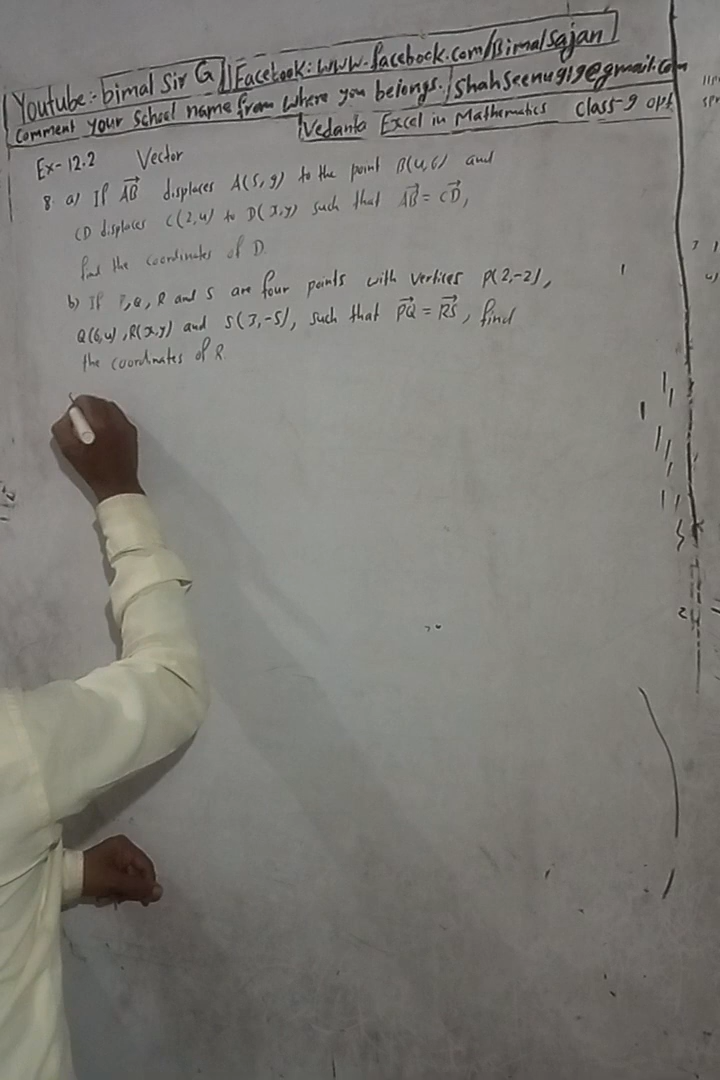 Youtube:- bimal Sir G || Facebook: www.facebook.com/Bimalsajan
Comment your School name from where you belongs. / shahseenu919@gmail.com
Vedanta Excel in Mathematics Class-9 opt
Ex-12.2 Vector
8. a) If AB displaces A(5,9) to the point B(4,6) and
CD displaces C(2,4) to D(x,y) such that AB = CD,
find the coordinates of D.
b) If P,Q, R and S are four points with vertices P(2,-2),
Q(6,4), R(x,y) and S(3,-5), such that PQ = RS, find
the coordinates of R.